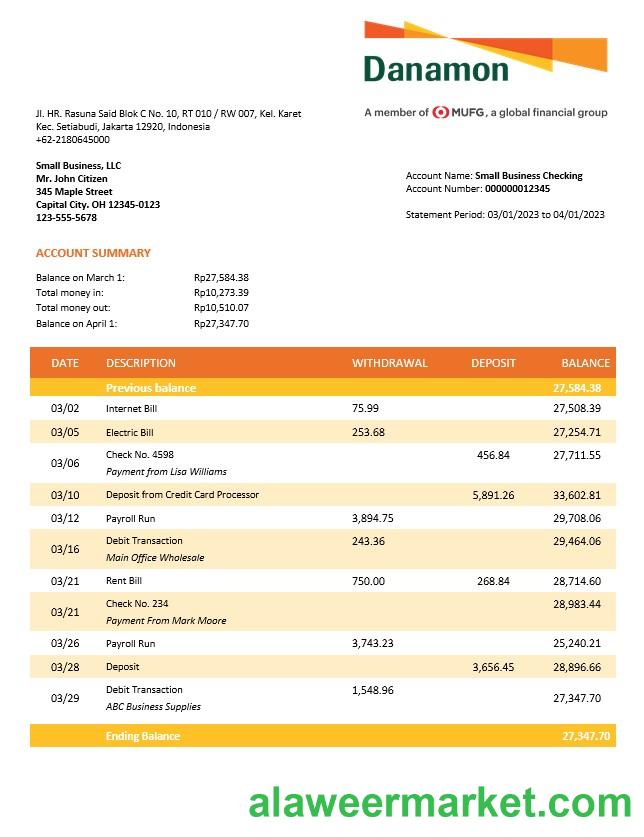 Danamon
A member of MUFG, a global financial group
Jl. HR. Rasuna Said Blok C No. 10, RT 010 / RW 007, Kel. Karet
Kec. Setiabudi, Jakarta 12920, Indonesia
+62-2180645000
Small Business, LLC
Mr. John Citizen
345 Maple Street
Capital City. OH 12345-0123
123-555-5678
Account Name: Small Business Checking
Account Number: 000000012345
Statement Period: 03/01/2023 to 04/01/2023
ACCOUNT SUMMARY
Balance on March 1: Rp27,584.38
Total money in: Rp10,273.39
Total money out: Rp10,510.07
Balance on April 1: Rp27,347.70
DATE DESCRIPTION WITHDRAWAL DEPOSIT BALANCE
Previous balance 27,584.38
03/02 Internet Bill 75.99 27,508.39
03/05 Electric Bill 253.68 27,254.71
03/06 Check No. 4598 456.84 27,711.55
Payment from Lisa Williams
03/10 Deposit from Credit Card Processor 5,891.26 33,602.81
03/12 Payroll Run 3,894.75 29,708.06
03/16 Debit Transaction 243.36 29,464.06
Main Office Wholesale
03/21 Rent Bill 750.00 268.84 28,714.60
03/21 Check No. 234 28,983.44
Payment From Mark Moore
03/26 Payroll Run 3,743.23 25,240.21
03/28 Deposit 3,656.45 28,896.66
03/29 Debit Transaction 1,548.96 27,347.70
ABC Business Supplies
Ending Balance 27,347.70
alaweermarket.com